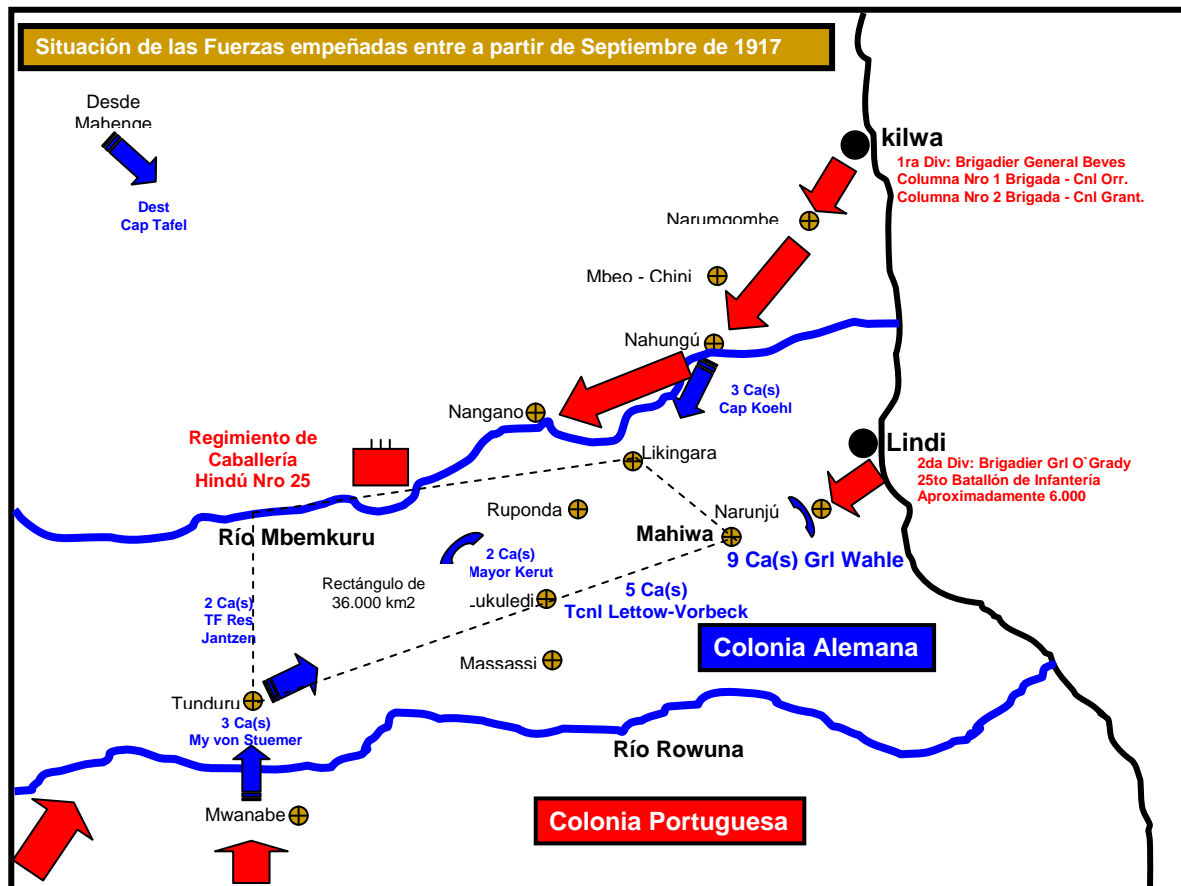 Situación de las Fuerzas empeñadas entre a partir de Septiembre de 1917
Desde
Mahenge
Dest
Cap Tafel
kilwa
1ra Div: Brigadier General Beves
Columna Nro 1 Brigada - Cnl Orr.
Columna Nro 2 Brigada - Cnl Grant.
Narumgombe
Mbeo - Chini
Nahungú
3 Ca(s)
Cap Koehl
Nangano
Regimiento de
Caballería
Hindú Nro 25
Lindi
2da Div: Brigadier Grl O`Grady
25to Batallón de Infantería
Aproximadamente 6.000
Likingara
Ruponda
Narunjú
Río Mbemkuru
Mahiwa
9 Ca(s) Grl Wahle
2 Ca(s)
Mayor Kerut
Rectángulo de
36.000 km2
Lukuledi
5 Ca(s)
Tcnl Lettow-Vorbeck
2 Ca(s)
TF Res
Jantzen
Colonia Alemana
Massassi
Tunduru
3 Ca(s)
My von Stuemer
Río Rowuna
Mwanabe
Colonia Portuguesa